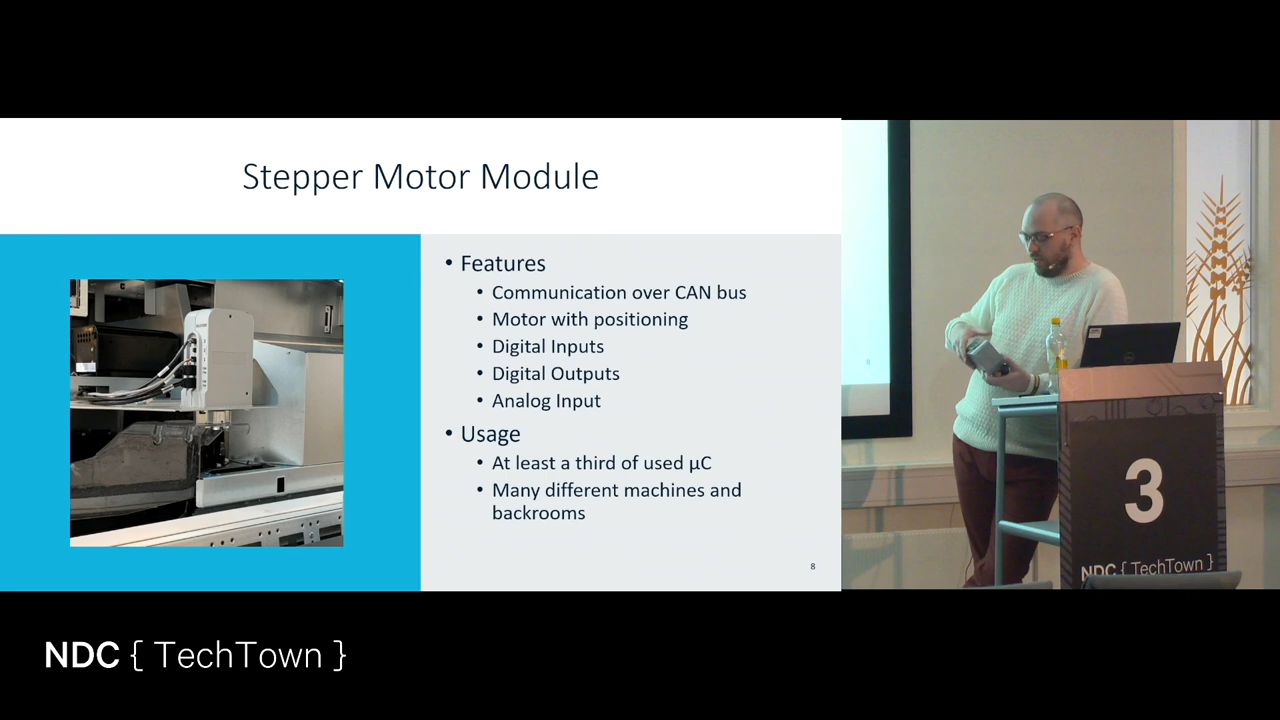 Stepper Motor Module
• Features
• Communication over CAN bus
• Motor with positioning
• Digital Inputs
• Digital Outputs
• Analog Input
• Usage
• At least a third of used µC
• Many different machines and
backrooms
8
3
NDC { TechTown }
DELL
NDC { TechTown }